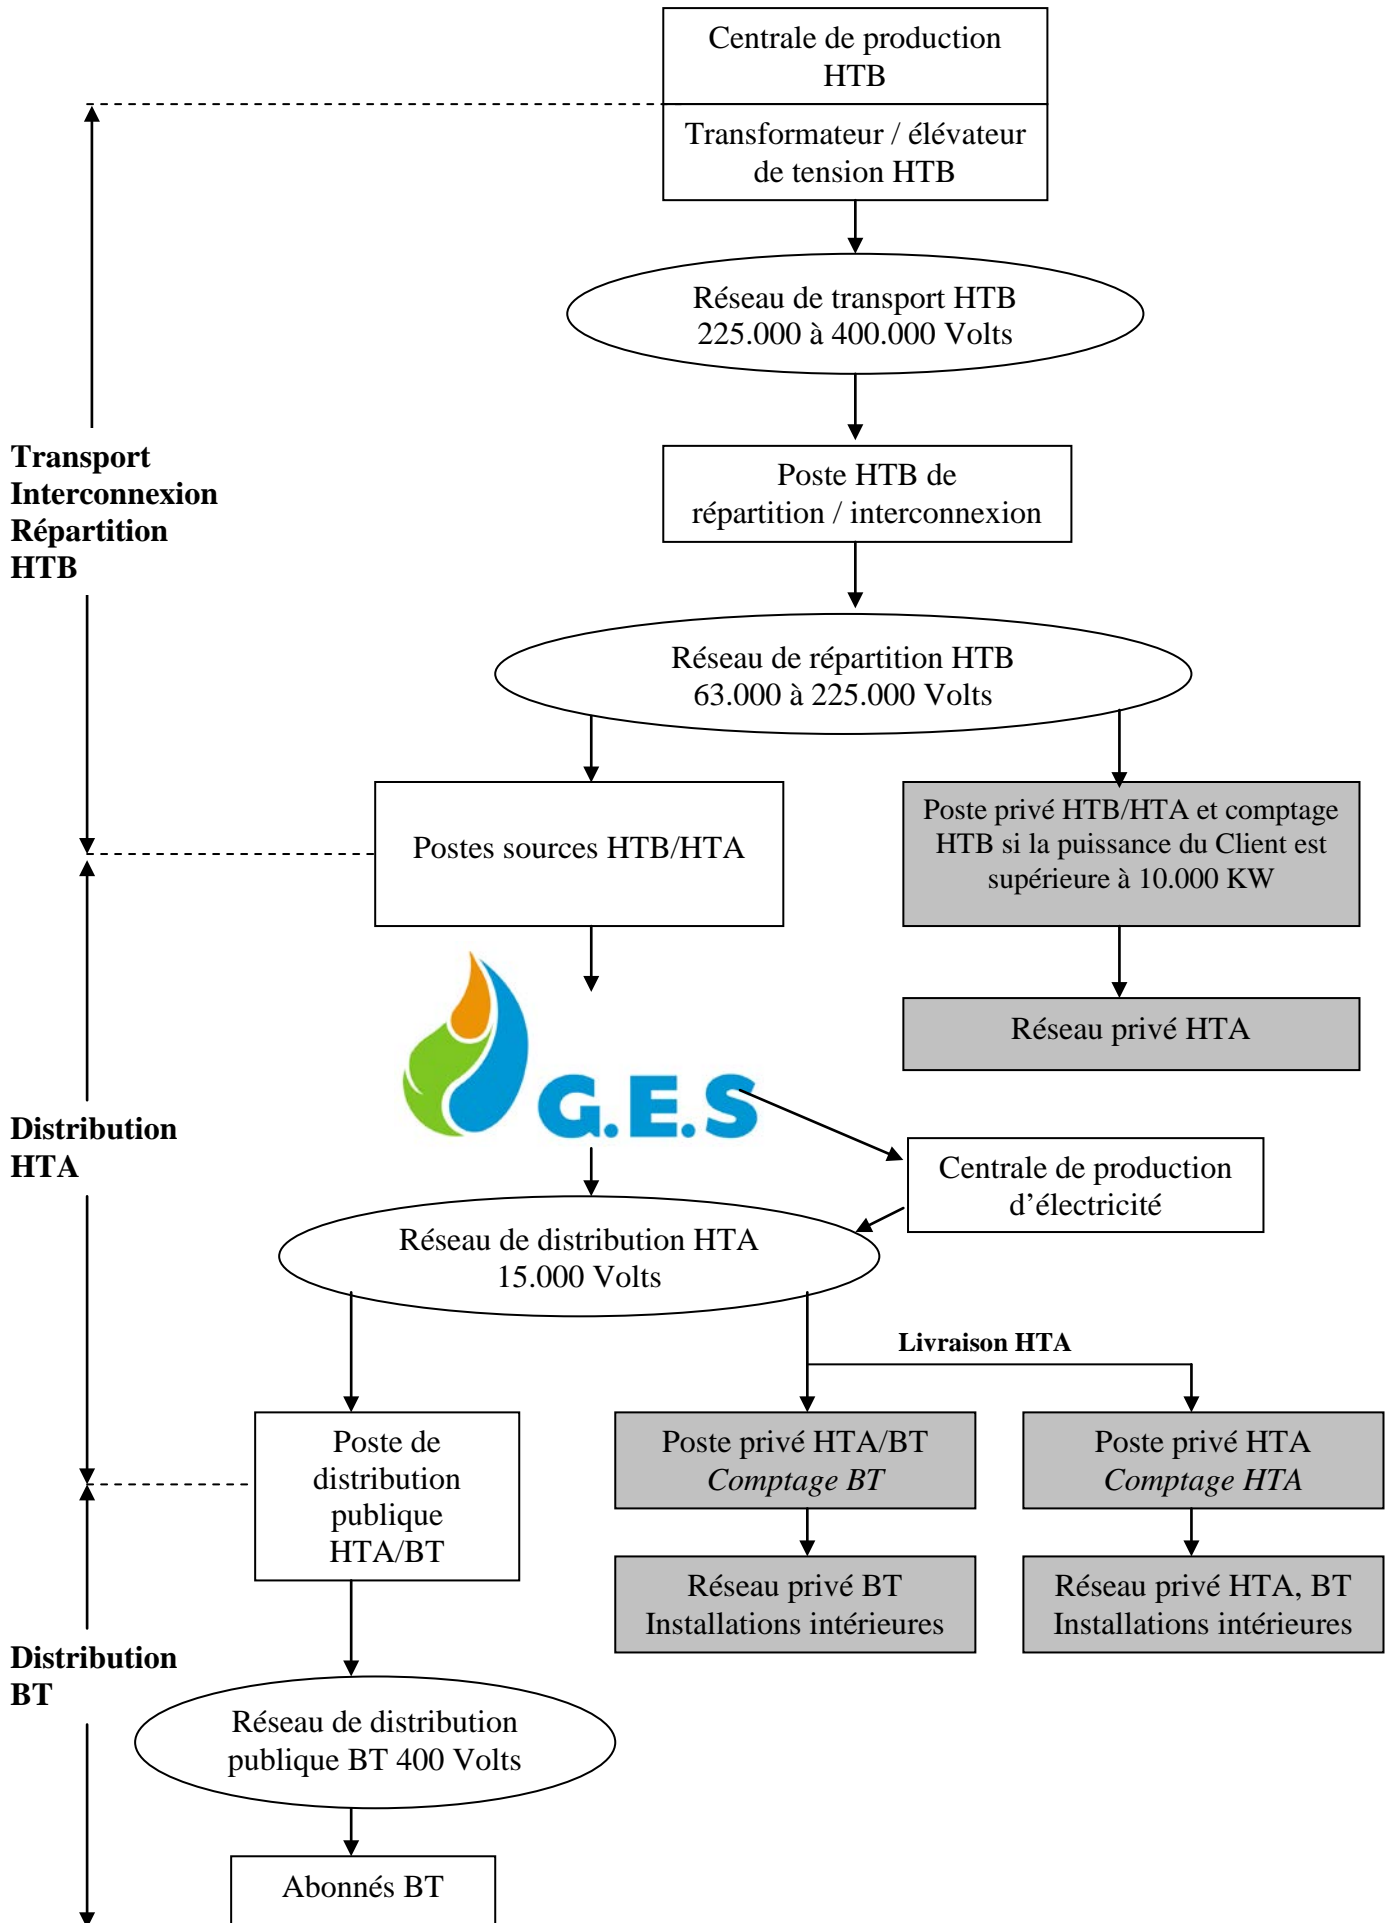 Centrale de production
HTB
Transformateur / élévateur
de tension HTB
Réseau de transport HTB
225.000 à 400.000 Volts
Transport
Interconnexion
Répartition
HTB
Poste HTB de
répartition / interconnexion
Réseau de répartition HTB
63.000 à 225.000 Volts
Postes sources HTB/HTA
Poste privé HTB/HTA et comptage
HTB si la puissance du Client est
supérieure à 10.000 KW
Réseau privé HTA
G.E.S
Distribution
HTA
Centrale de production
d’électricité
Réseau de distribution HTA
15.000 Volts
Livraison HTA
Poste de
distribution
publique
HTA/BT
Poste privé HTA/BT
Comptage BT
Poste privé HTA
Comptage HTA
Réseau privé BT
Installations intérieures
Réseau privé HTA, BT
Installations intérieures
Distribution
BT
Réseau de distribution
publique BT 400 Volts
Abonnés BT